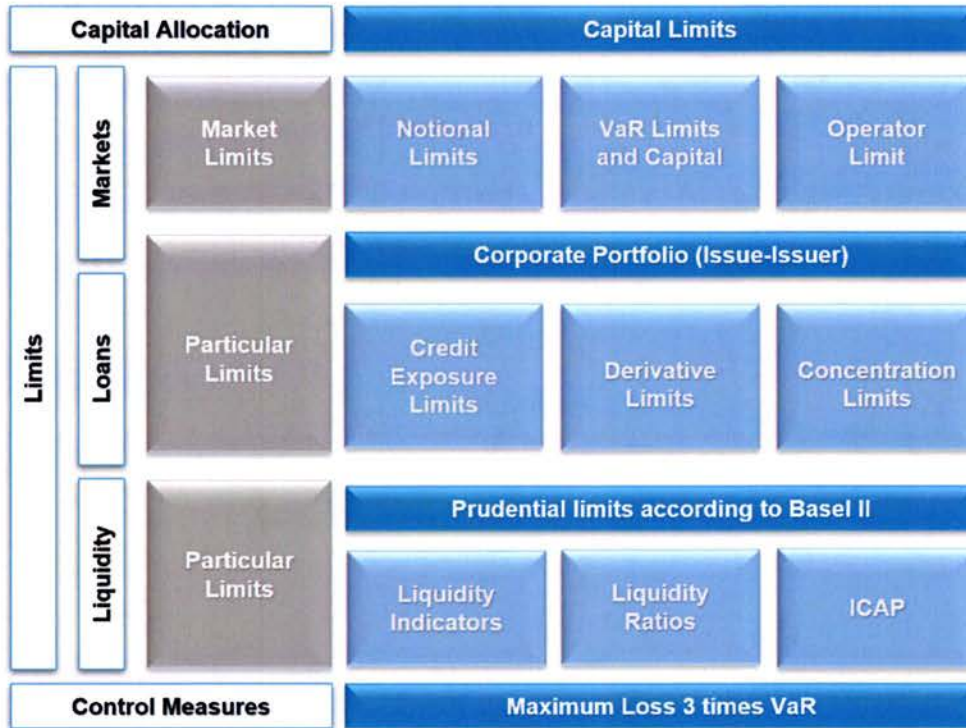 Capital Allocation
Capital Limits
Limits
Markets
Market
Limits
Notional
Limits
VaR Limits
and Capital
Operator
Limit
Corporate Portfolio (Issue-Issuer)
Loans
Particular
Limits
Credit
Exposure
Limits
Derivative
Limits
Concentration
Limits
Prudential limits according to Basel II
Liquidity
Particular
Limits
Liquidity
Indicators
Liquidity
Ratios
ICAP
Control Measures
Maximum Loss 3 times VaR